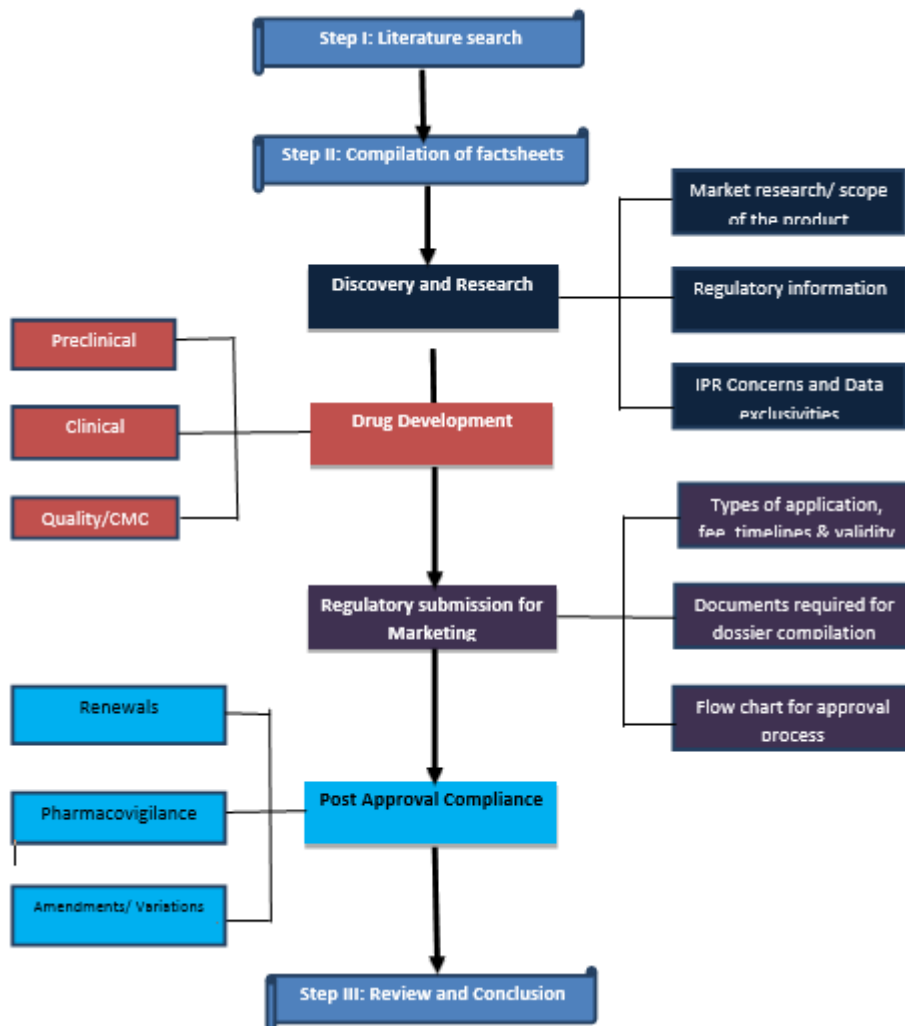 Step I: Literature search
Step II: Compilation of factsheets
Market research/ scope
of the product
Discovery and Research
Regulatory information
Preclinical
IPR Concerns and Data
exclusivities
Clinical
Drug Development
Quality/CMC
Types of application,
fee, timelines & validity
Regulatory submission for
Marketing
Documents required for
dossier compilation
Renewals
Flow chart for approval
process
Pharmacovigilance
Post Approval Compliance
Amendments/ Variations
Step III: Review and Conclusion